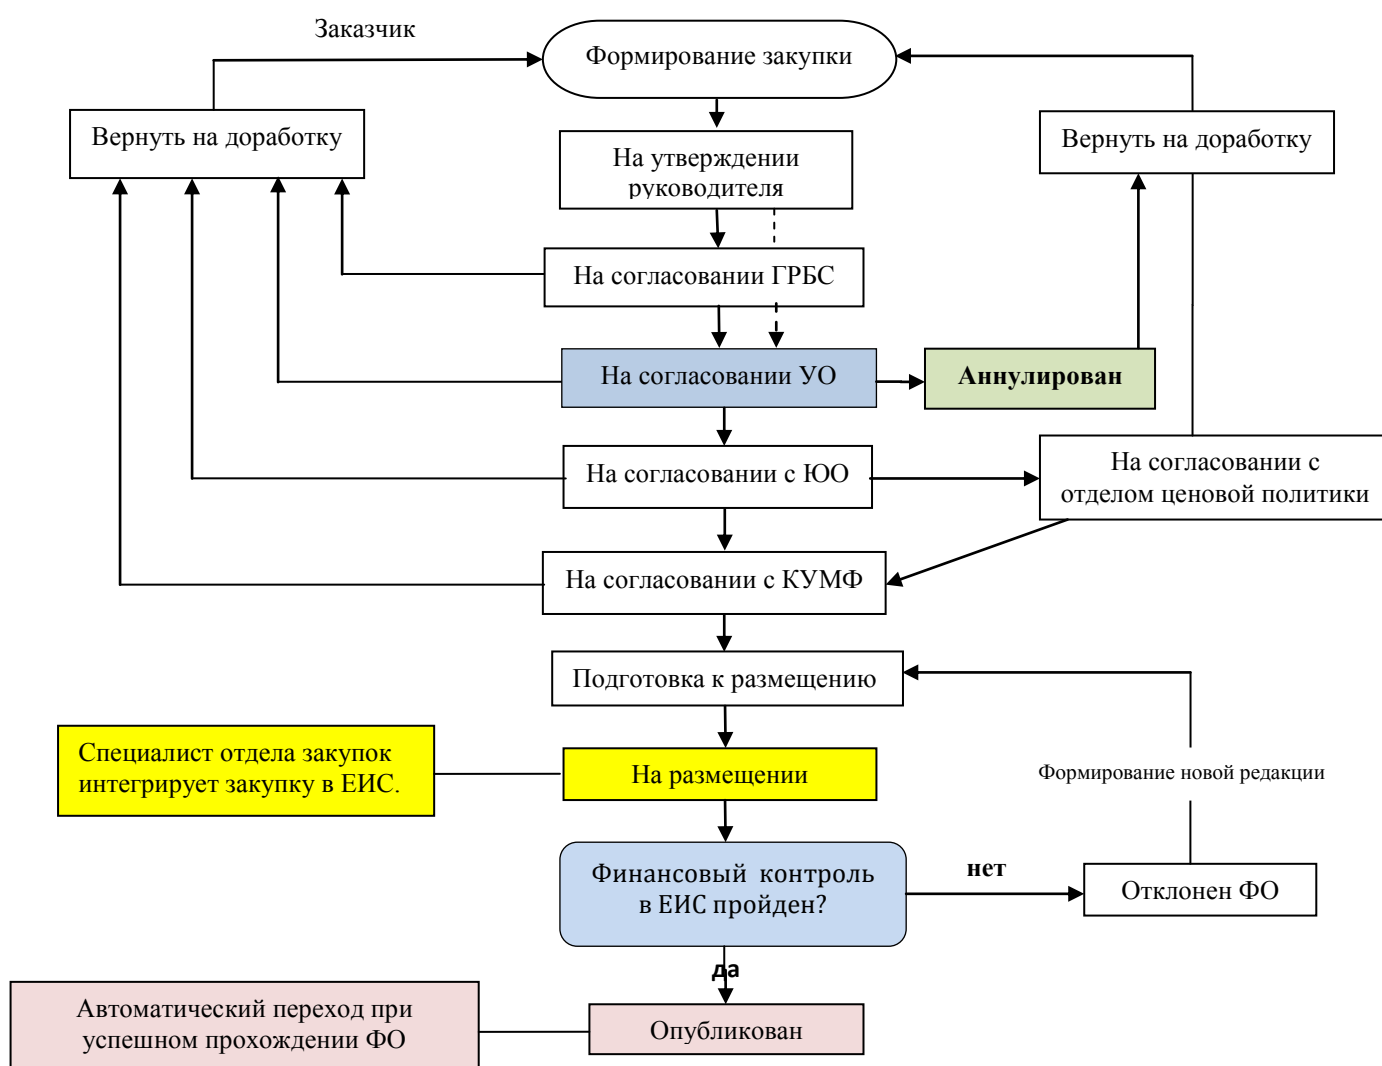 Заказчик
Формирование закупки
Вернуть на доработку
Вернуть на доработку
На утверждении
руководителя
На согласовании ГРБС
На согласовании УО
Аннулирован
На согласовании с ЮО
На согласовании с
отделом ценовой политики
На согласовании с КУМФ
Подготовка к размещению
Специалист отдела закупок
интегрирует закупку в ЕИС.
На размещении
Формирование новой редакции
Финансовый контроль
в ЕИС пройден?
нет
Отклонен ФО
да
Автоматический переход при
успешном прохождении ФО
Опубликован